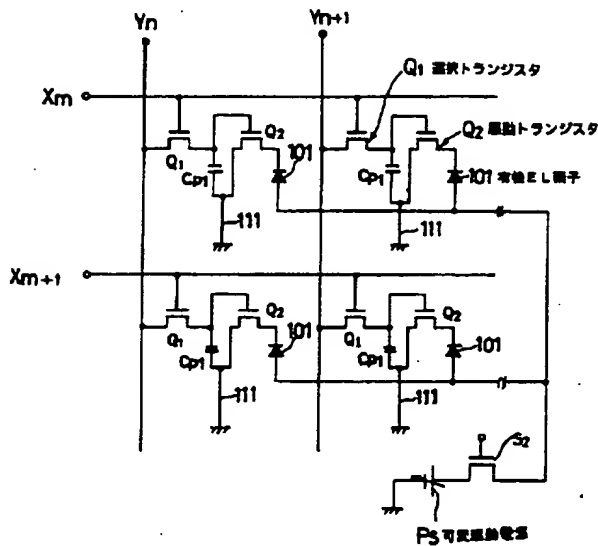 Yn
Yn+1
Q1 選択トランジスタ
Xm
Q2
Q2 駆動トランジスタ
Q1
101
Q1
Cp1
Cp1
101 有機EL素子
111
111
Xm+1
Q2
Q2
Q1
101
Q1
101
Cp1
Cp1
111
111
S2
Ps 可変駆動電源